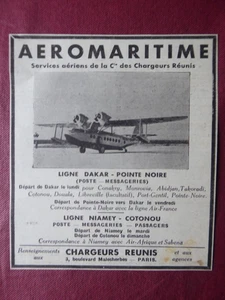 AEROMARITIME
Services aériens de la Cie des Chargeurs Réunis
LIGNE DAKAR - POINTE NOIRE
(POSTE - MESSAGERIES)
Départ de Dakar le lundi pour Conakry, Monrovia, Abidjan, Takoradi,
Cotonou, Douala, Libreville (facultatif), Port-Gentil, Pointe-Noire.
Départ de Pointe-Noire vers Dakar le vendredi
Correspondance à Dakar avec la ligne Air-France
LIGNE NIAMEY - COTONOU
POSTE - MESSAGERIES - PASSAGERS
Départ de Niamey le mardi
Départ de Cotonou le dimanche
Correspondance à Niamey avec Air-Afrique et Sabena
Renseignements aux
CHARGEURS REUNIS
3, boulevard Malesherbes - PARIS.
et aux agences